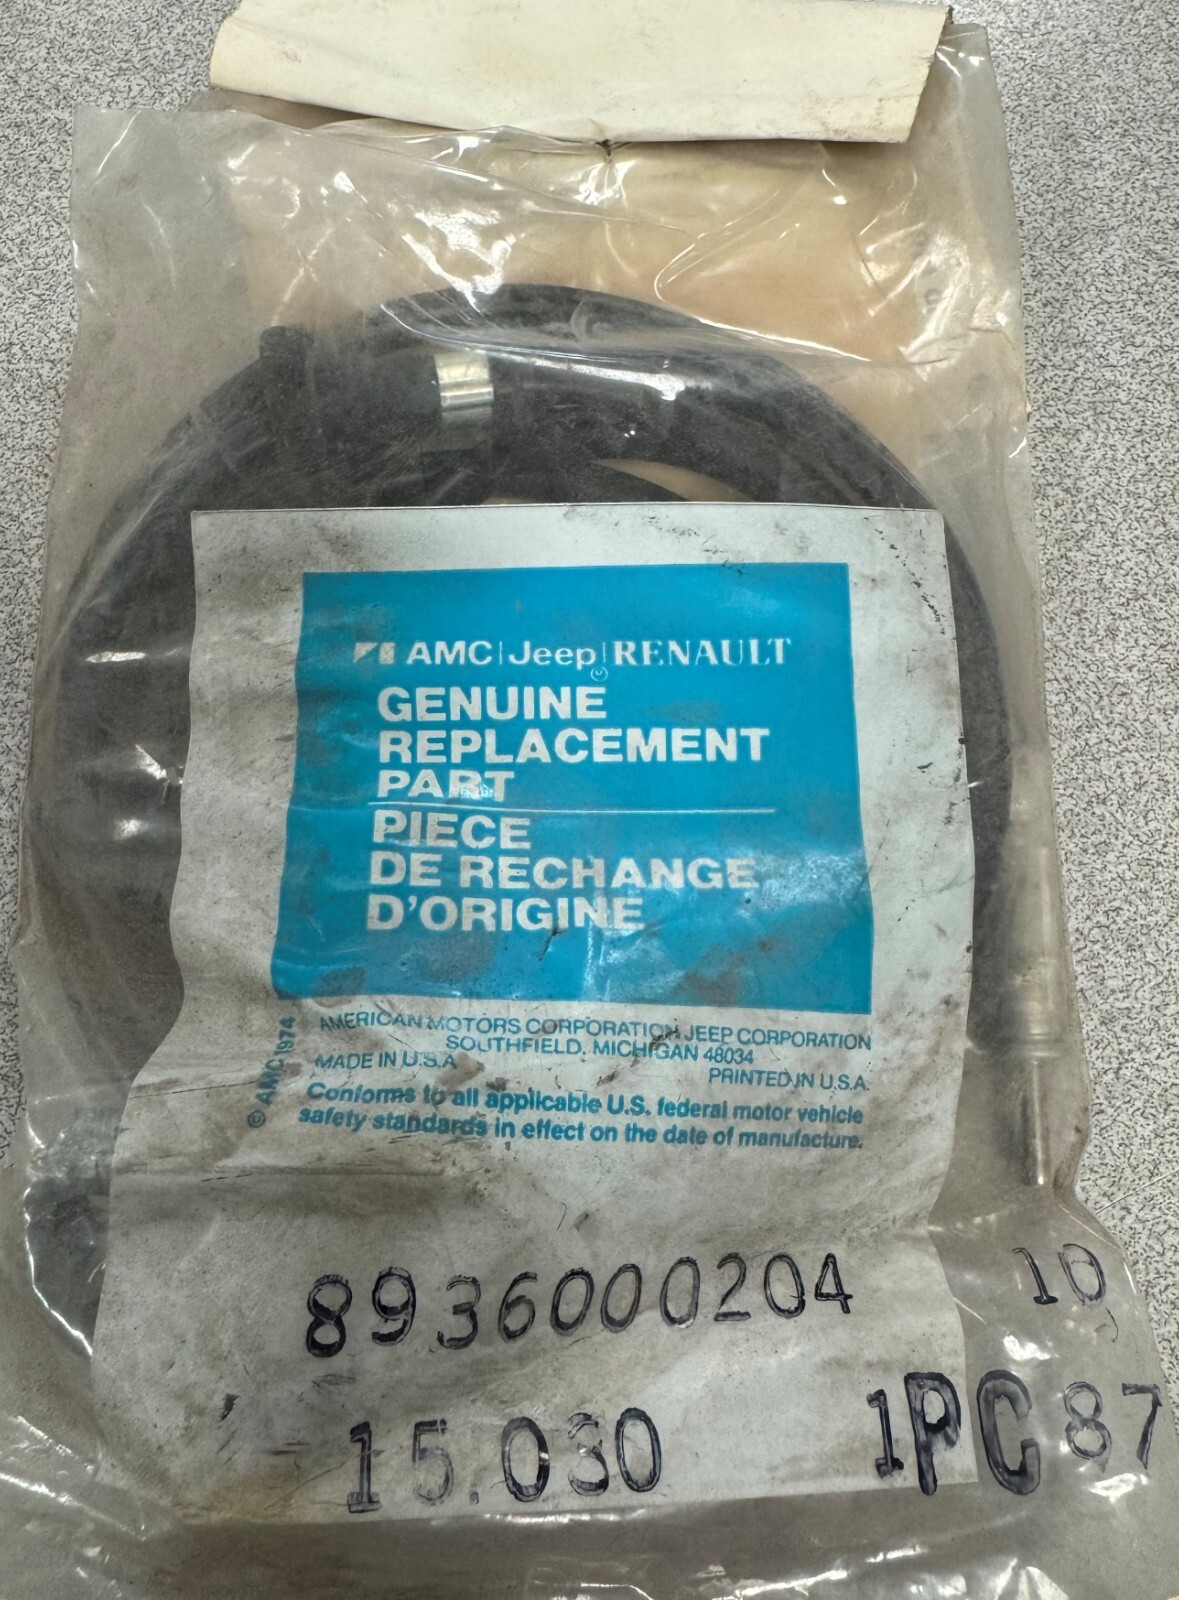 AMC|Jeep|RENAULT
GENUINE
REPLACEMENT
PART
PIECE
DE RECHANGE
D'ORIGINE
AMERICAN MOTORS CORPORATION JEEP CORPORATION
SOUTHFIELD, MICHIGAN 48034
MADE IN U.S.A
PRINTED IN U.S.A.
© AMC 1974
Conforms to all applicable U.S. federal motor vehicle
safety standards in effect on the date of manufacture.
8936000204 10
15.030 1PC 87